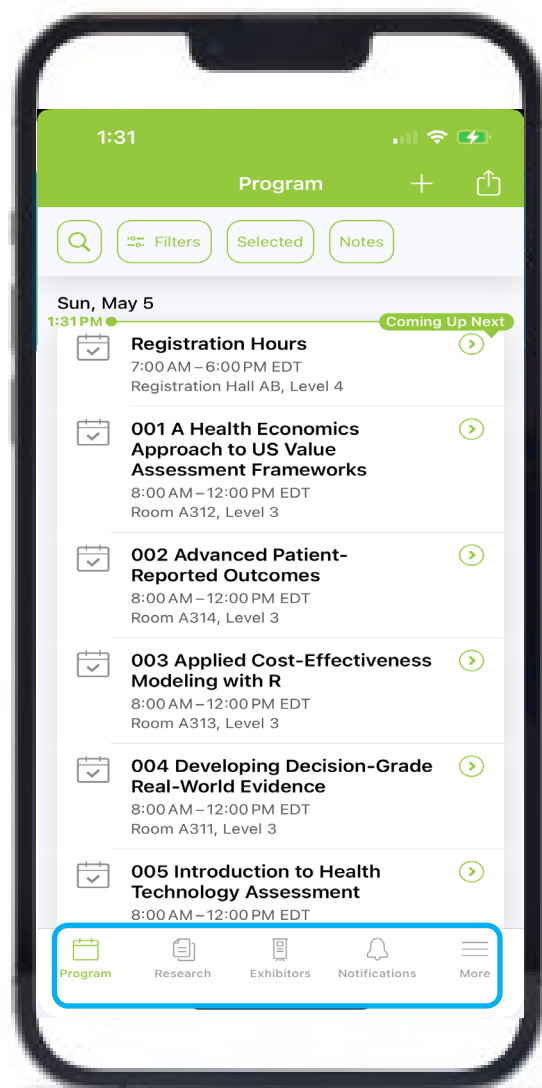 1:31
Program
Filters
Selected
Notes
Sun, May 5
1:31 PM
Coming Up Next
Registration Hours
7:00 AM – 6:00 PM EDT
Registration Hall AB, Level 4
001 A Health Economics
Approach to US Value
Assessment Frameworks
8:00 AM – 12:00 PM EDT
Room A312, Level 3
002 Advanced Patient-
Reported Outcomes
8:00 AM – 12:00 PM EDT
Room A314, Level 3
003 Applied Cost-Effectiveness
Modeling with R
8:00 AM – 12:00 PM EDT
Room A313, Level 3
004 Developing Decision-Grade
Real-World Evidence
8:00 AM – 12:00 PM EDT
Room A311, Level 3
005 Introduction to Health
Technology Assessment
8:00 AM – 12:00 PM EDT
Program
Research
Exhibitors
Notifications
More